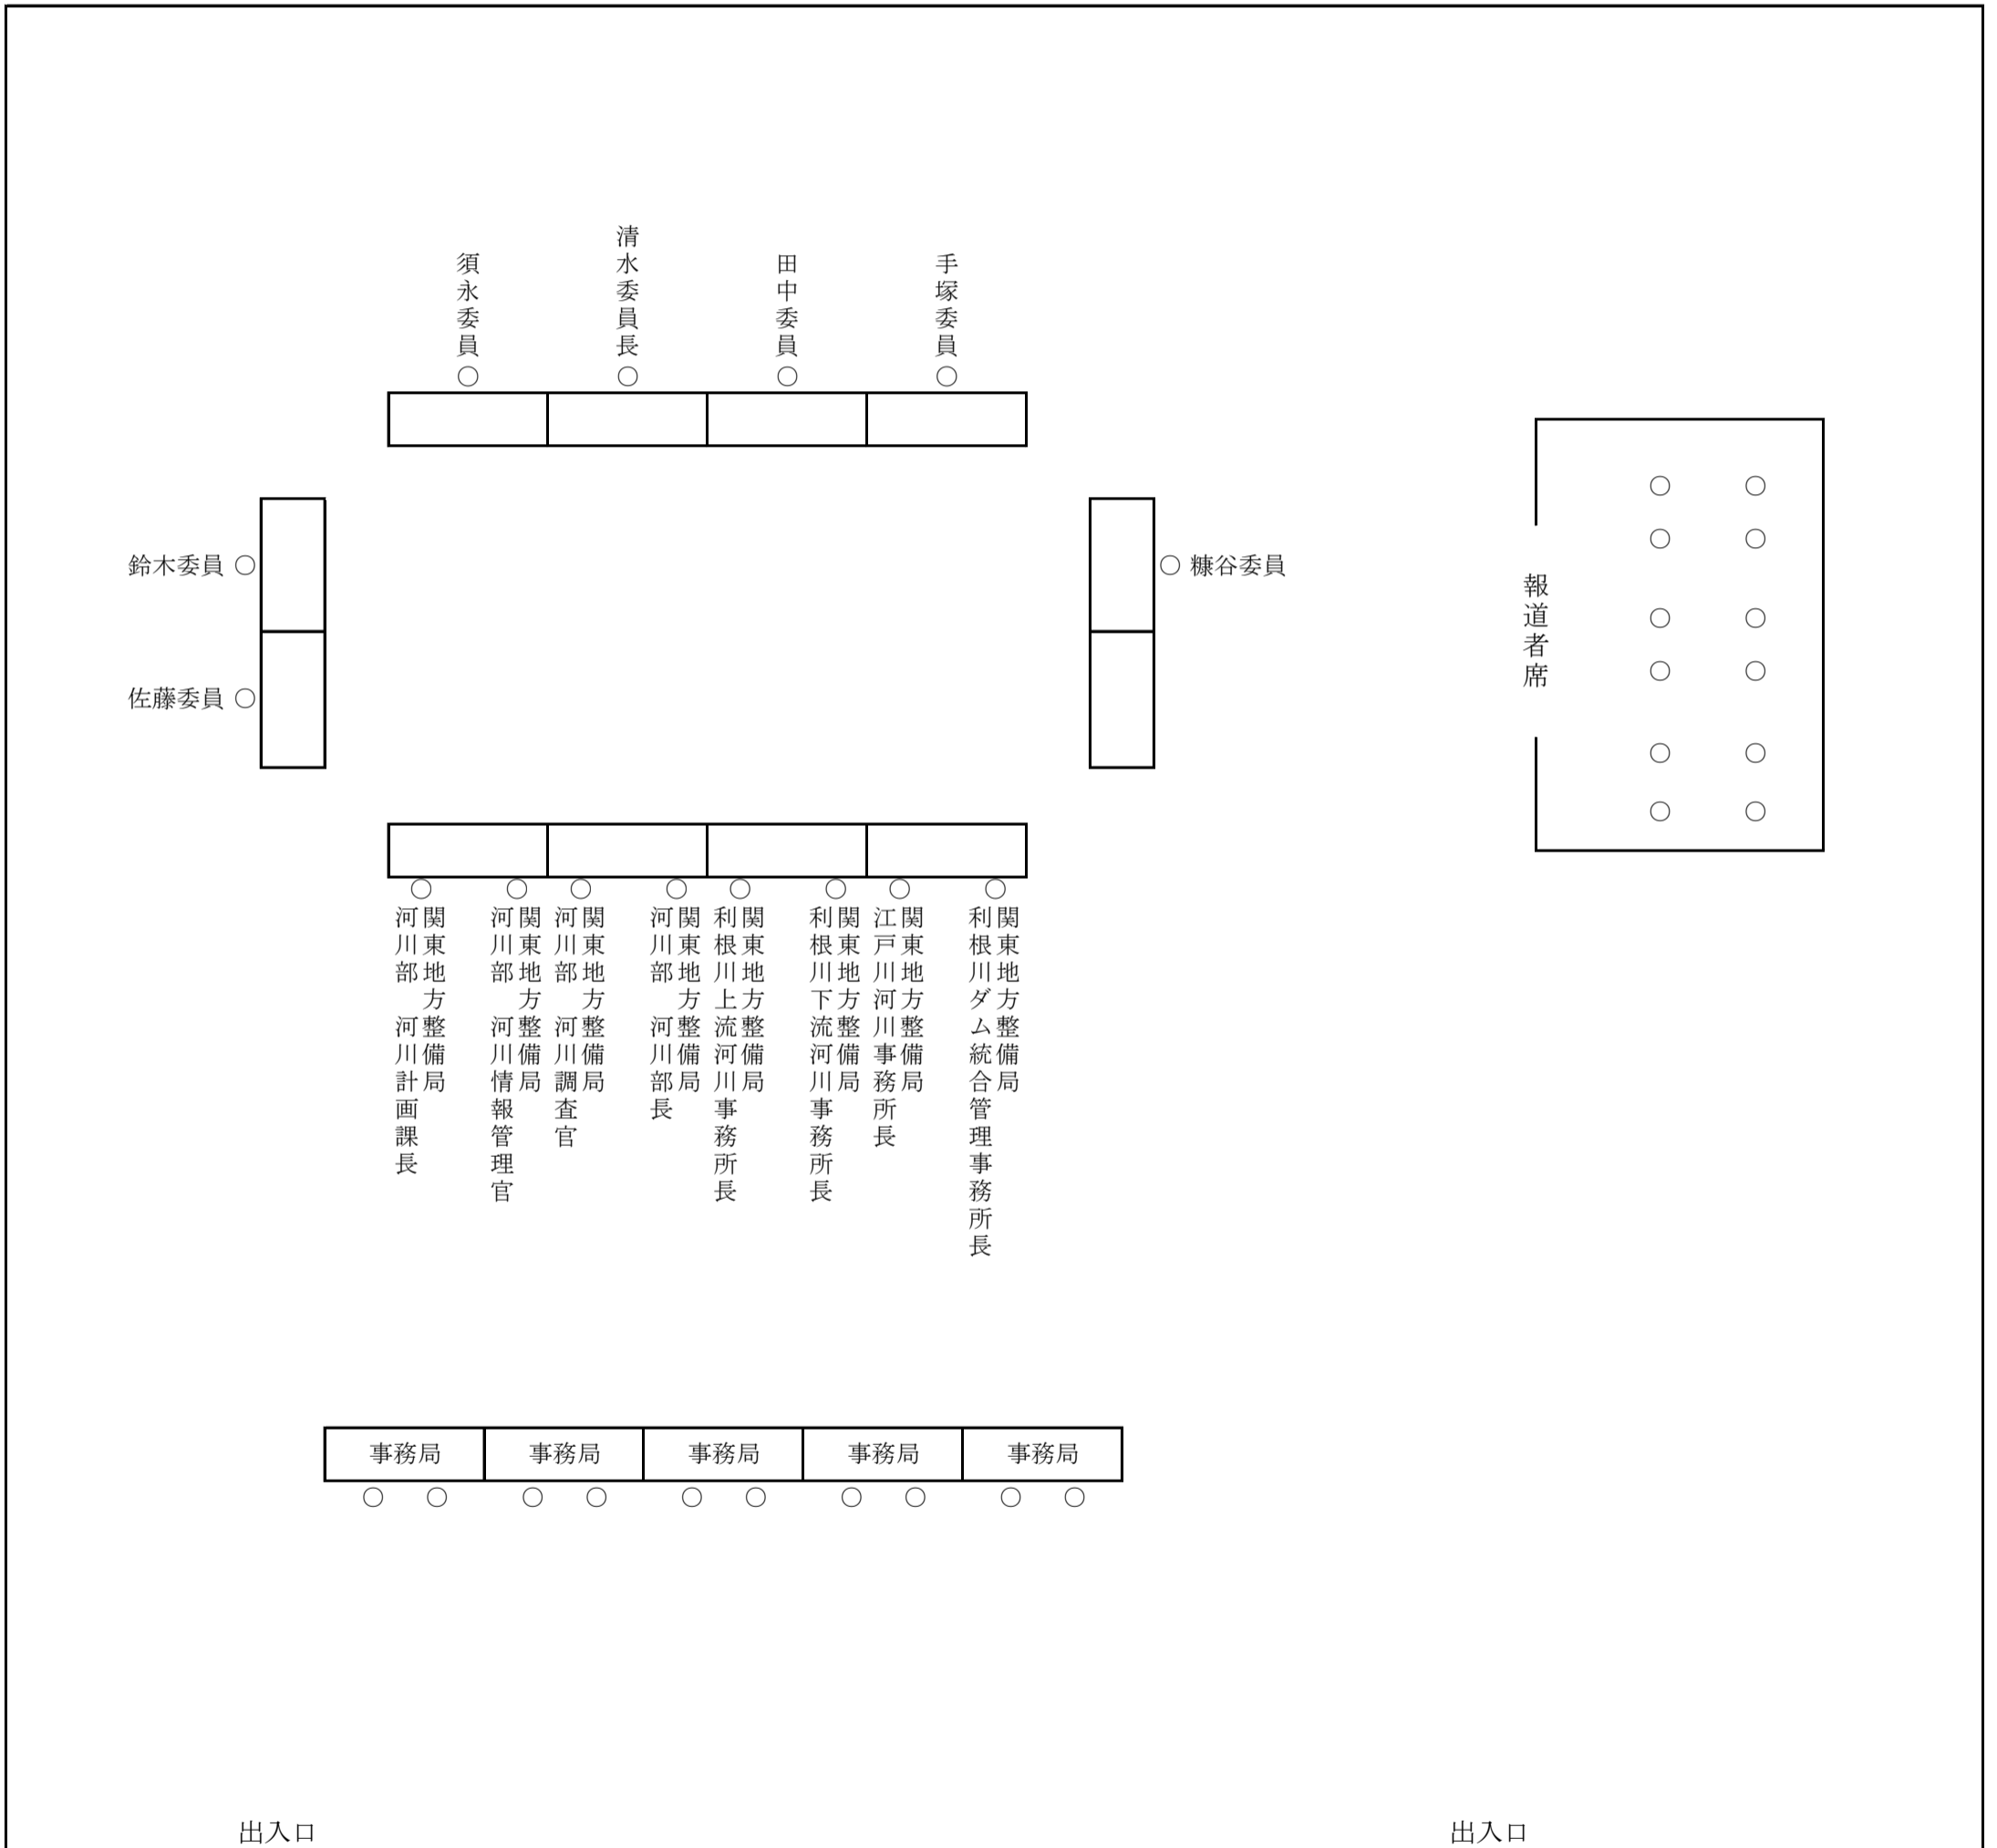 須永委員
清水委員長
田中委員
手塚委員
鈴木委員
糠谷委員
佐藤委員
報道者席
関東地方整備局
河川部　河川計画課長
関東地方整備局
河川部　河川情報管理官
関東地方整備局
河川部　河川調査官
関東地方整備局
河川部　河川部長
関東地方整備局
利根川上流河川事務所長
関東地方整備局
利根川下流河川事務所長
関東地方整備局
江戸川河川事務所長
関東地方整備局
利根川ダム統合管理事務所長
事務局
事務局
事務局
事務局
事務局
出入口
出入口